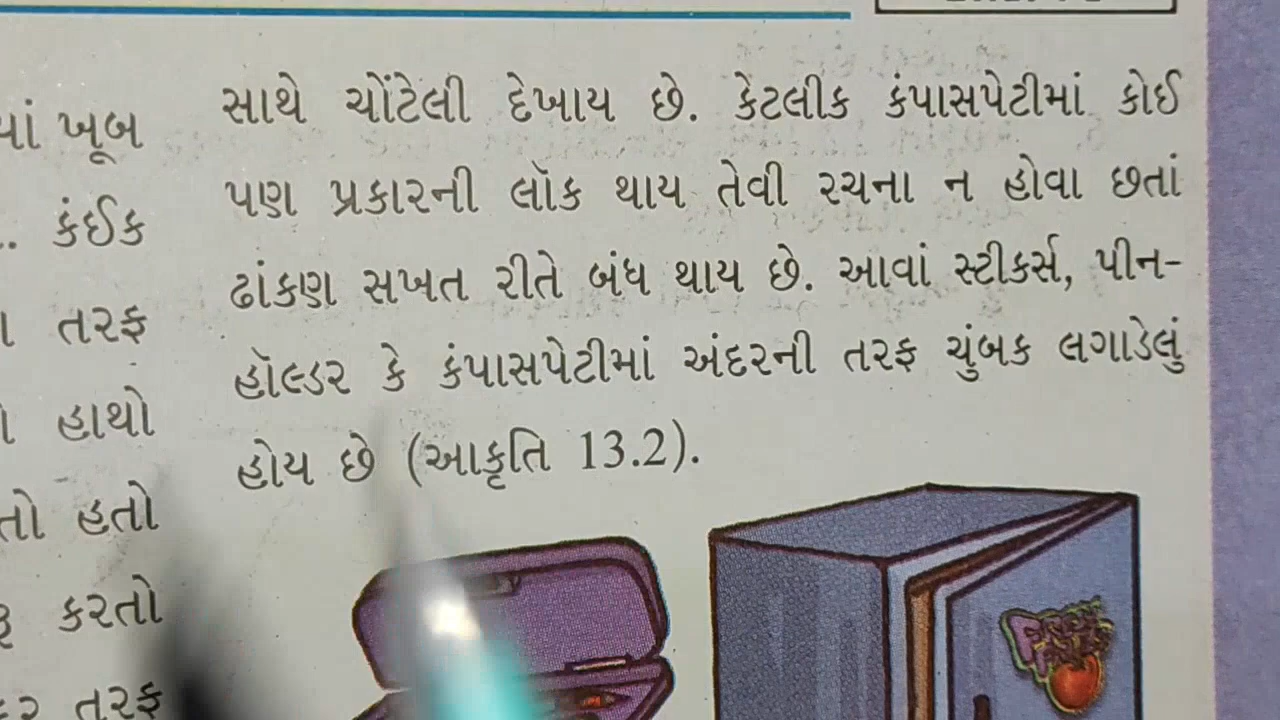 ખૂબ
કંઈક
તરફ
હાથો
હતો
કરતો
તરફ
સાથે ચોંટેલી દેખાય છે. કેટલીક કંપાસપેટીમાં કોઈ
પણ પ્રકારની લૉક થાય તેવી રચના ન હોવા છતાં
ઢાંકણ સખત રીતે બંધ થાય છે. આવાં સ્ટીકર્સ, પીન-
હૉલ્ડર કે કંપાસપેટીમાં અંદરની તરફ ચુંબક લગાડેલું
હોય છે (આકૃતિ 13.2).